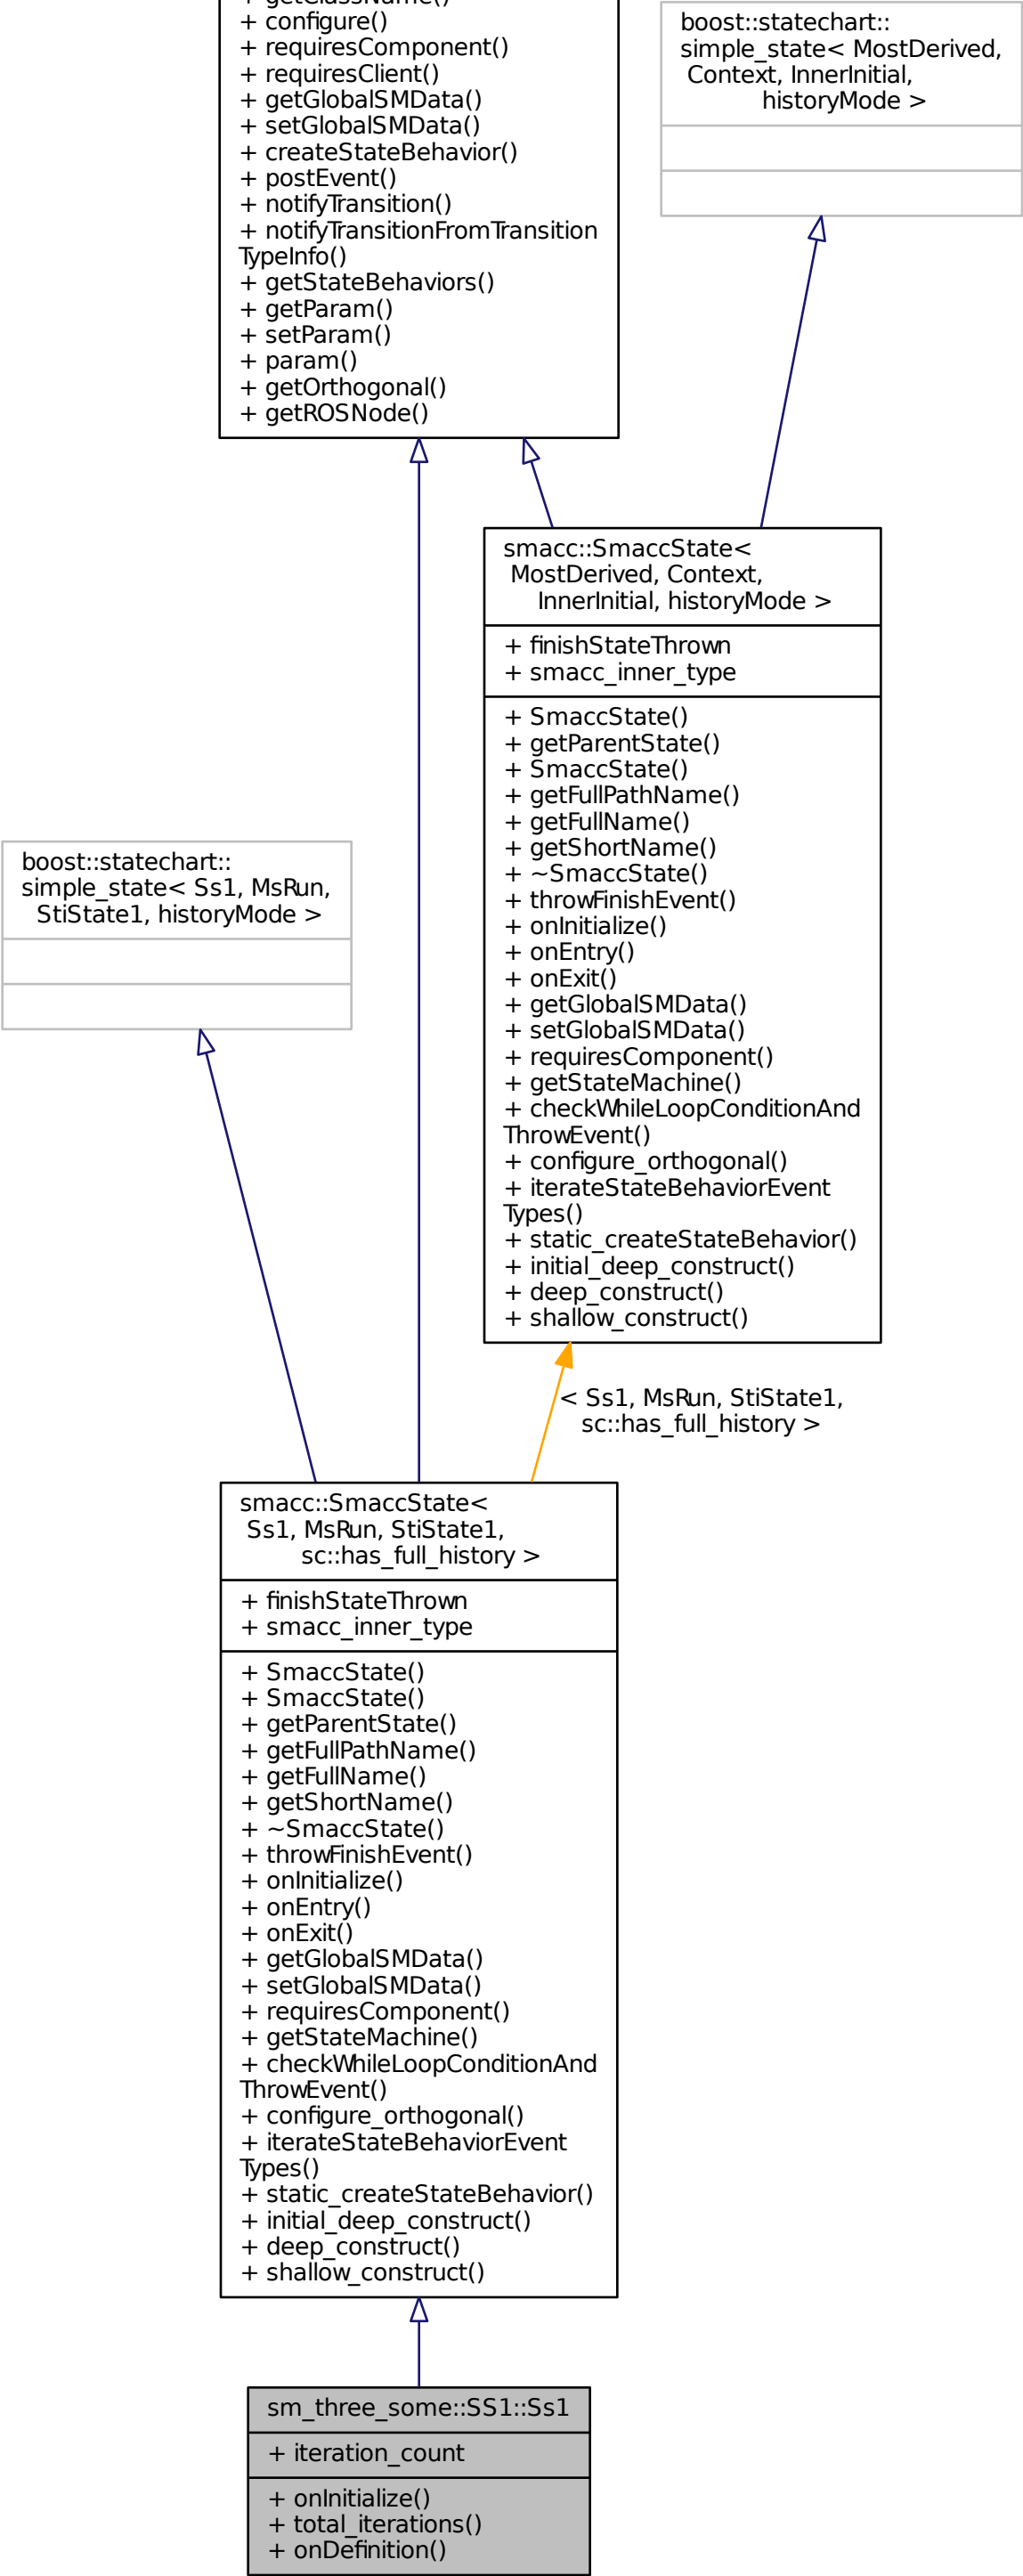 + getClassName()
+ configure()
+ requiresComponent()
+ requiresClient()
+ getGlobalSMData()
+ setGlobalSMData()
+ createStateBehavior()
+ postEvent()
+ notifyTransition()
+ notifyTransitionFromTransition
TypeInfo()
+ getStateBehaviors()
+ getParam()
+ setParam()
+ param()
+ getOrthogonal()
+ getROSNode()
boost::statechart::
simple_state< MostDerived,
Context, InnerInitial,
historyMode >
smacc::SmaccState<
MostDerived, Context,
InnerInitial, historyMode >
+ finishStateThrown
+ smacc_inner_type
+ SmaccState()
+ getParentState()
+ SmaccState()
+ getFullPathName()
+ getFullName()
+ getShortName()
+ ~SmaccState()
+ throwFinishEvent()
+ onInitialize()
+ onEntry()
+ onExit()
+ getGlobalSMData()
+ setGlobalSMData()
+ requiresComponent()
+ getStateMachine()
+ checkWhileLoopConditionAnd
ThrowEvent()
+ configure_orthogonal()
+ iterateStateBehaviorEvent
Types()
+ static_createStateBehavior()
+ initial_deep_construct()
+ deep_construct()
+ shallow_construct()
boost::statechart::
simple_state< Ss1, MsRun,
StiState1, historyMode >
< Ss1, MsRun, StiState1,
sc::has_full_history >
smacc::SmaccState<
Ss1, MsRun, StiState1,
sc::has_full_history >
+ finishStateThrown
+ smacc_inner_type
+ SmaccState()
+ SmaccState()
+ getParentState()
+ getFullPathName()
+ getFullName()
+ getShortName()
+ ~SmaccState()
+ throwFinishEvent()
+ onInitialize()
+ onEntry()
+ onExit()
+ getGlobalSMData()
+ setGlobalSMData()
+ requiresComponent()
+ getStateMachine()
+ checkWhileLoopConditionAnd
ThrowEvent()
+ configure_orthogonal()
+ iterateStateBehaviorEvent
Types()
+ static_createStateBehavior()
+ initial_deep_construct()
+ deep_construct()
+ shallow_construct()
sm_three_some::SS1::Ss1
+ iteration_count
+ onInitialize()
+ total_iterations()
+ onDefinition()